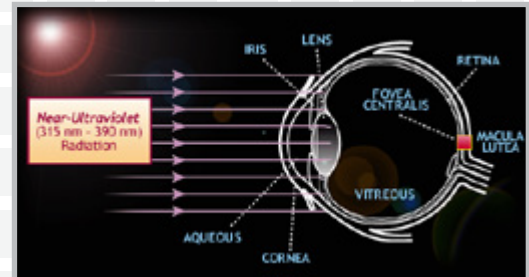 IRIS
LENS
RETINA
FOVEA
CENTRALIS
Near-Ultraviolet
(315 nm - 390 nm)
Radiation
MACULA
LUTEA
VITREOUS
AQUEOUS
CORNEA